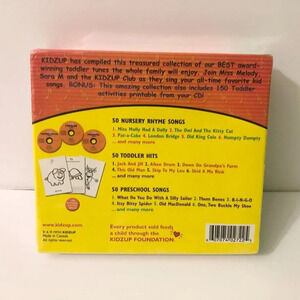 KIDZUP has compiled this treasured collection of our BEST award-
winning toddler tunes the whole family will enjoy. Join Miss Melody,
Sara M and the KIDZUP Club as they sing your all-time favorite kid
songs. BONUS: This amazing collection also includes 150 Toddler
activities printable from your CD!
50 NURSERY RHYME SONGS
1. Miss Molly Had A Dolly 2. The Owl And The Kitty Cat
3. Pat-a-Cake 4. London Bridge 5. Old King Cole 6. Humpty Dumpty
... and many more
50 TODDLER HITS
1. Jack And Jill 2. Aiken Drum 3. Down On Grandpa's Farm
4. This Old Man 5. Skip To My Lou 6. Skid A Ma Rink
... and many more
50 PRESCHOOL SONGS
1. What Do You Do With A Silly Sailor 2. Them Bones 3. B-I-N-G-O
4. Itsy Bitsy Spider 5. Old MacDonald 6. One, Two Buckle My Shoe
... and many more
www.kidzup.com
Made in Canada
All rights reserved.
Every product sold feeds
a child through the
KIDZUP FOUNDATION.